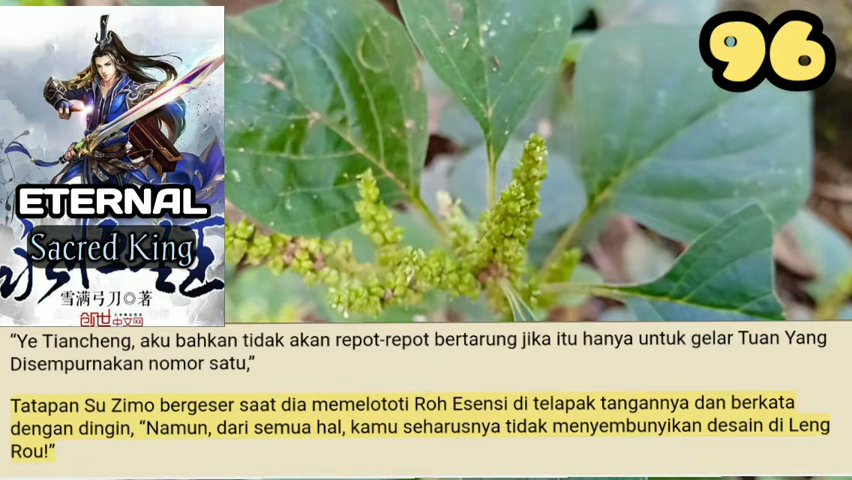 96
ETERNAL
Sacred King
雪满弓刀◎著
创世中文网
“Ye Tiancheng, aku bahkan tidak akan repot-repot bertarung jika itu hanya untuk gelar Tuan Yang
Disempurnakan nomor satu,”
Tatapan Su Zimo bergeser saat dia memelototi Roh Esensi di telapak tangannya dan berkata
dengan dingin, “Namun, dari semua hal, kamu seharusnya tidak menyembunyikan desain di Leng
Rou!”